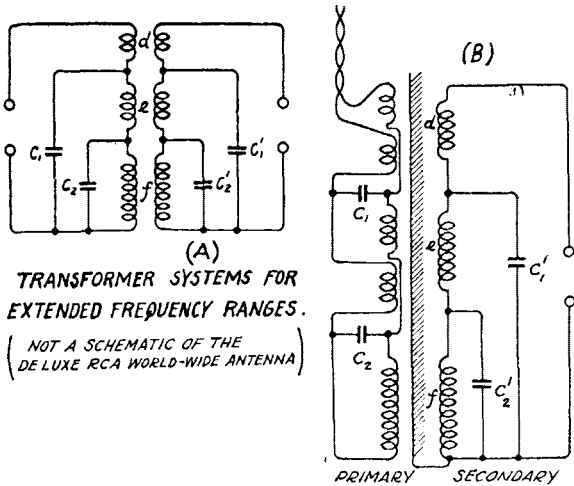 d
e
f
C₁
C₂
C₁'
C₂'
(A)
TRANSFORMER SYSTEMS FOR
EXTENDED FREQUENCY RANGES.
(NOT A SCHEMATIC OF THE
DE LUXE RCA WORLD-WIDE ANTENNA)
(B)
d
C₁
e
C₁'
C₂
f
C₂'
PRIMARY
SECONDARY